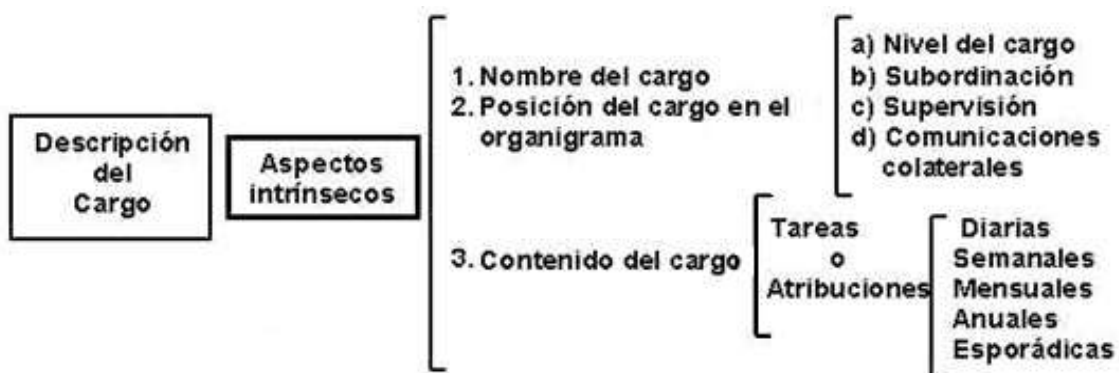 Descripción
del
Cargo
Aspectos
intrínsecos
1. Nombre del cargo
2. Posición del cargo en el
organigrama
a) Nivel del cargo
b) Subordinación
c) Supervisión
d) Comunicaciones
colaterales
3. Contenido del cargo
Tareas
o
Atribuciones
Diarias
Semanales
Mensuales
Anuales
Esporádicas